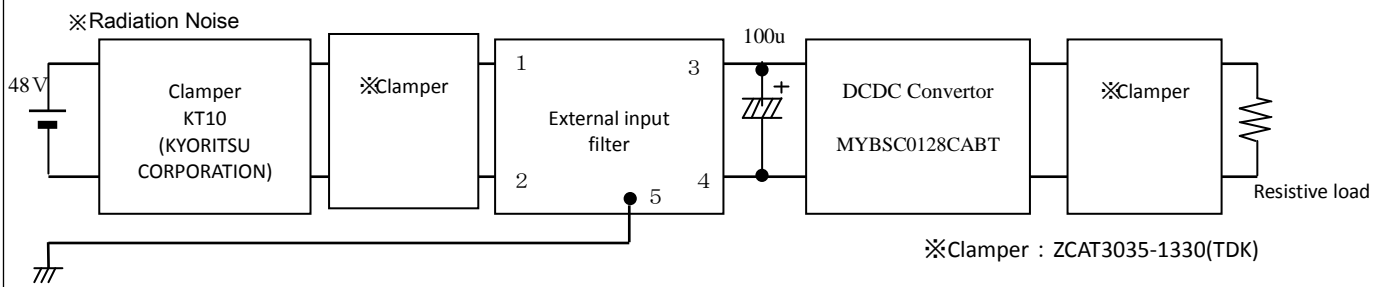 ※Radiation Noise
48V
Clamper
KT10
(KYORITSU
CORPORATION)
※Clamper
1
2
External input
filter
3
4
5
100u
+
DCDC Convertor
MYBSC0128CABT
※Clamper
Resistive load
※Clamper : ZCAT3035-1330(TDK)